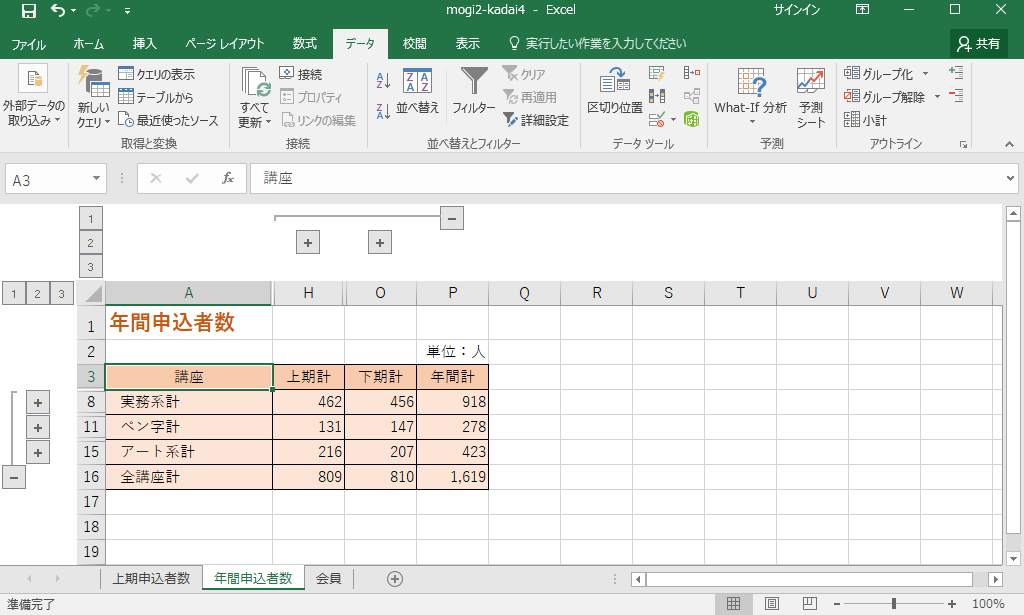 mogi2-kadai4 - Excel
サインイン
ファイル ホーム 挿入 ページ レイアウト 数式 データ 校閲 表示 実行したい作業を入力してください 共有
外部データの取り込み
新しいクエリ
クエリの表示
テーブルから
最近使ったソース
取得と変換
すべて更新
接続
プロパティ
リンクの編集
接続
並べ替え
フィルター
クリア
再適用
詳細設定
並べ替えとフィルター
区切り位置
データ ツール
What-If 分析
予測シート
予測
グループ化
グループ解除
小計
アウトライン
A3 fx 講座
1
2
3
1 2 3 A H O P Q R S T U V W
1 年間申込者数
2 単位：人
3 講座 上期計 下期計 年間計
8 実務系計 462 456 918
11 ペン字計 131 147 278
15 アート系計 216 207 423
16 全講座計 809 810 1,619
17
18
19
上期申込者数 年間申込者数 会員
準備完了 100%